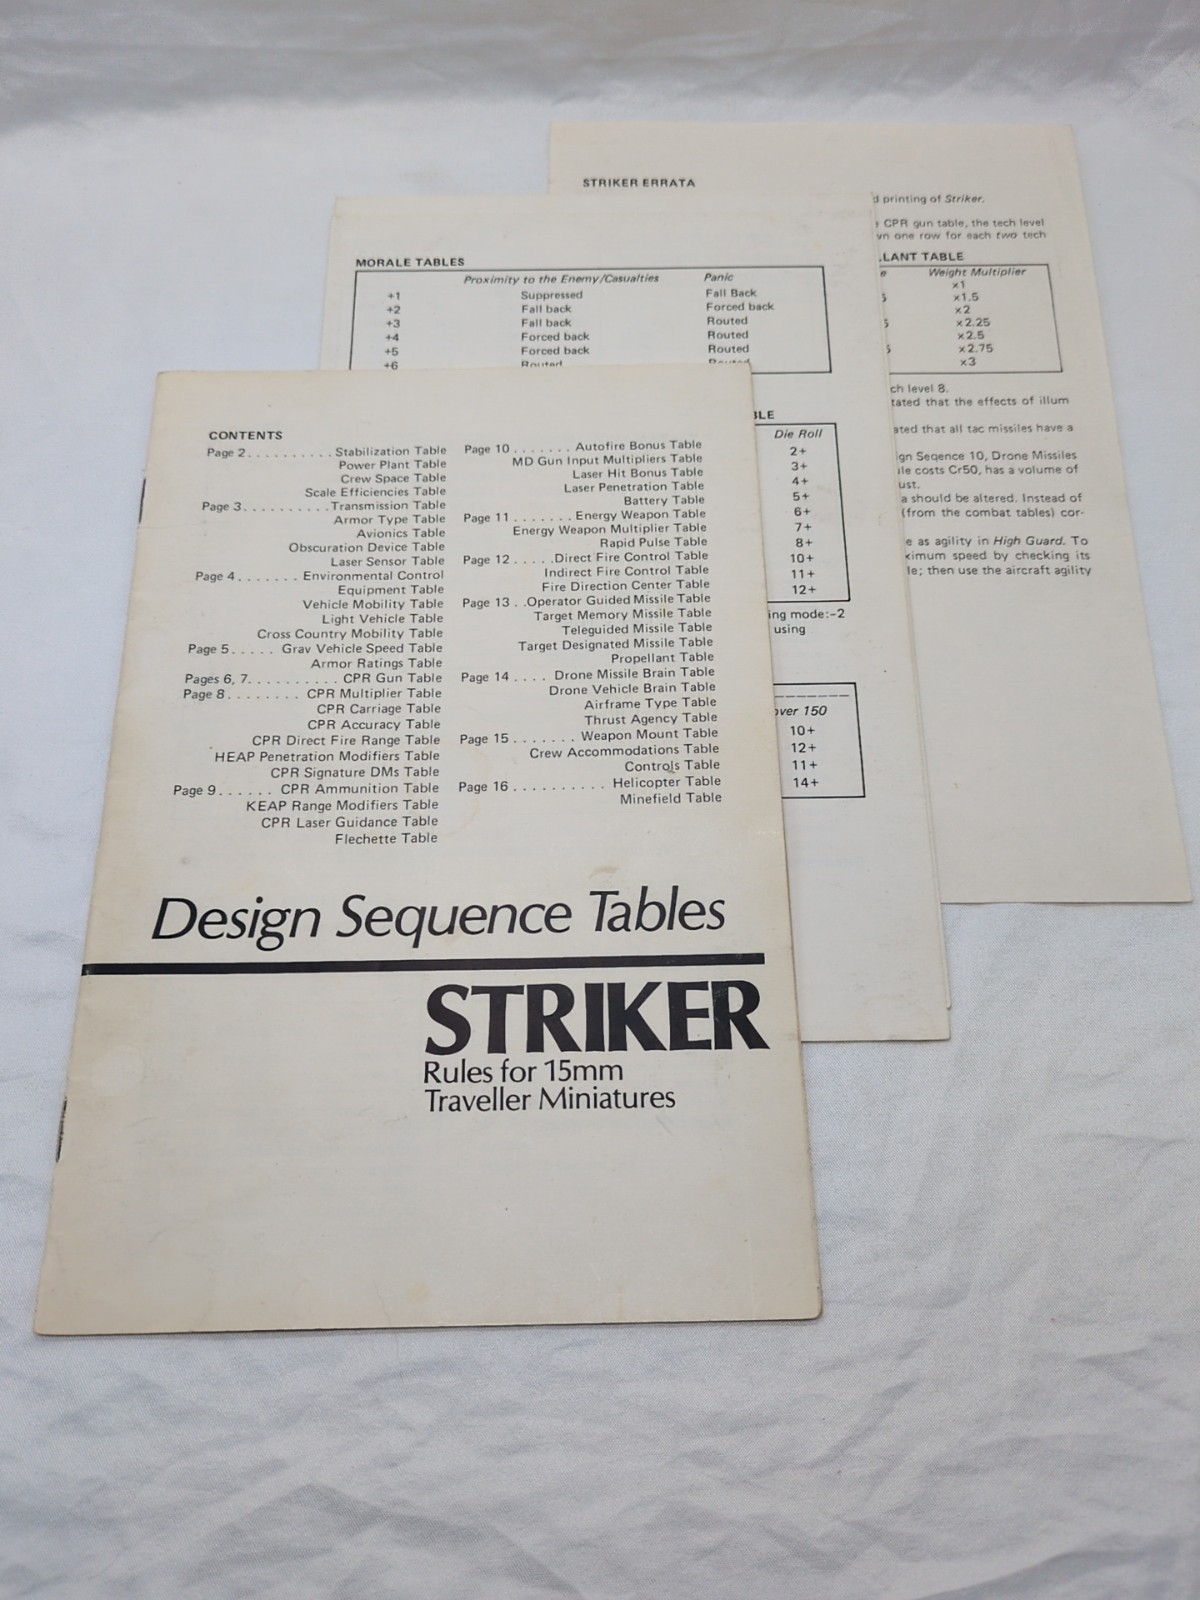 STRIKER ERRATA
d printing of Striker.
CPR gun table, the tech level
vn one row for each two tech
LANT TABLE
Weight Multiplier
x1
x1.5
x2
x2.25
x2.5
x2.75
x3
ch level 8.
tated that the effects of illum
ated that all tac missiles have a
gn Seqence 10, Drone Missiles
ile costs Cr50, has a volume of
ust.
a should be altered. Instead of
(from the combat tables) cor-
e as agility in High Guard. To
ximum speed by checking its
le; then use the aircraft agility
MORALE TABLES
Proximity to the Enemy/Casualties Panic
+1 Suppressed Fall Back
+2 Fall back Forced back
+3 Fall back Routed
+4 Forced back Routed
+5 Forced back Routed
+6 Routed Routed
BLE
Die Roll
2+
3+
4+
5+
6+
7+
8+
10+
11+
12+
ing mode:-2
using
over 150
10+
12+
11+
14+
CONTENTS
Page 2 . . . . . . . . . . Stabilization Table
Power Plant Table
Crew Space Table
Scale Efficiencies Table
Page 3 . . . . . . . . . . Transmission Table
Armor Type Table
Avionics Table
Obscuration Device Table
Laser Sensor Table
Page 4 . . . . . . . Environmental Control
Equipment Table
Vehicle Mobility Table
Light Vehicle Table
Cross Country Mobility Table
Page 5 . . . . . Grav Vehicle Speed Table
Armor Ratings Table
Pages 6, 7 . . . . . . . . . . CPR Gun Table
Page 8 . . . . . . . . CPR Multiplier Table
CPR Carriage Table
CPR Accuracy Table
CPR Direct Fire Range Table
HEAP Penetration Modifiers Table
CPR Signature DMs Table
Page 9 . . . . . . CPR Ammunition Table
KEAP Range Modifiers Table
CPR Laser Guidance Table
Flechette Table
Page 10 . . . . . . . Autofire Bonus Table
MD Gun Input Multipliers Table
Laser Hit Bonus Table
Laser Penetration Table
Battery Table
Page 11 . . . . . . . Energy Weapon Table
Energy Weapon Multiplier Table
Rapid Pulse Table
Page 12 . . . . . Direct Fire Control Table
Indirect Fire Control Table
Fire Direction Center Table
Page 13 . . Operator Guided Missile Table
Target Memory Missile Table
Teleguided Missile Table
Target Designated Missile Table
Propellant Table
Page 14 . . . . Drone Missile Brain Table
Drone Vehicle Brain Table
Airframe Type Table
Thrust Agency Table
Page 15 . . . . . . . Weapon Mount Table
Crew Accommodations Table
Controls Table
Page 16 . . . . . . . . . . Helicopter Table
Minefield Table
Design Sequence Tables
STRIKER
Rules for 15mm
Traveller Miniatures